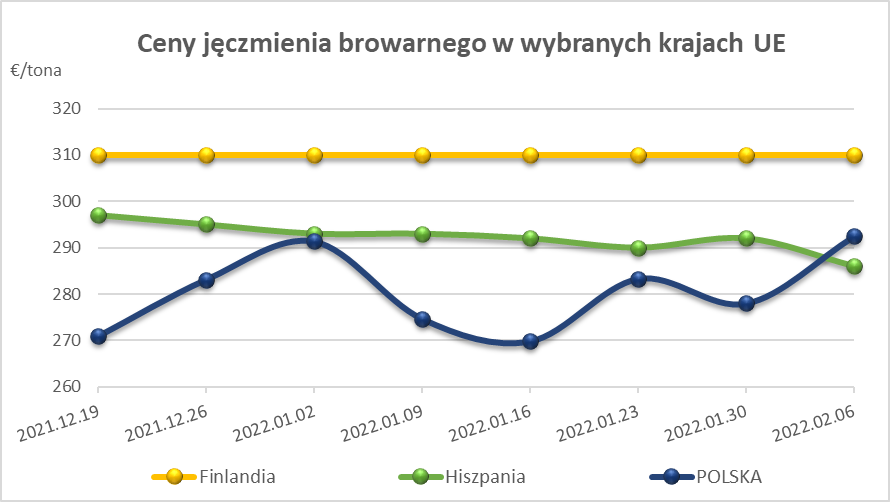 Ceny jęczmienia browarnego w wybranych krajach UE
€/tona
320
310
300
290
280
270
260
2021.12.19 2021.12.26 2022.01.02 2022.01.09 2022.01.16 2022.01.23 2022.01.30 2022.02.06
Finlandia Hiszpania POLSKA